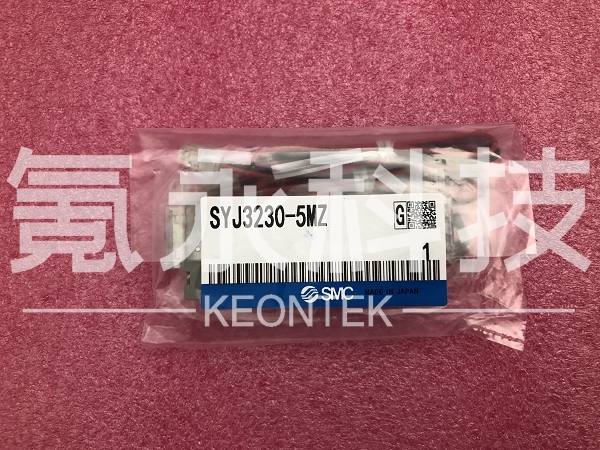 氪永科技
SYJ3230-5MZ
G
1
SMC
MADE IN JAPAN
KEONTEK